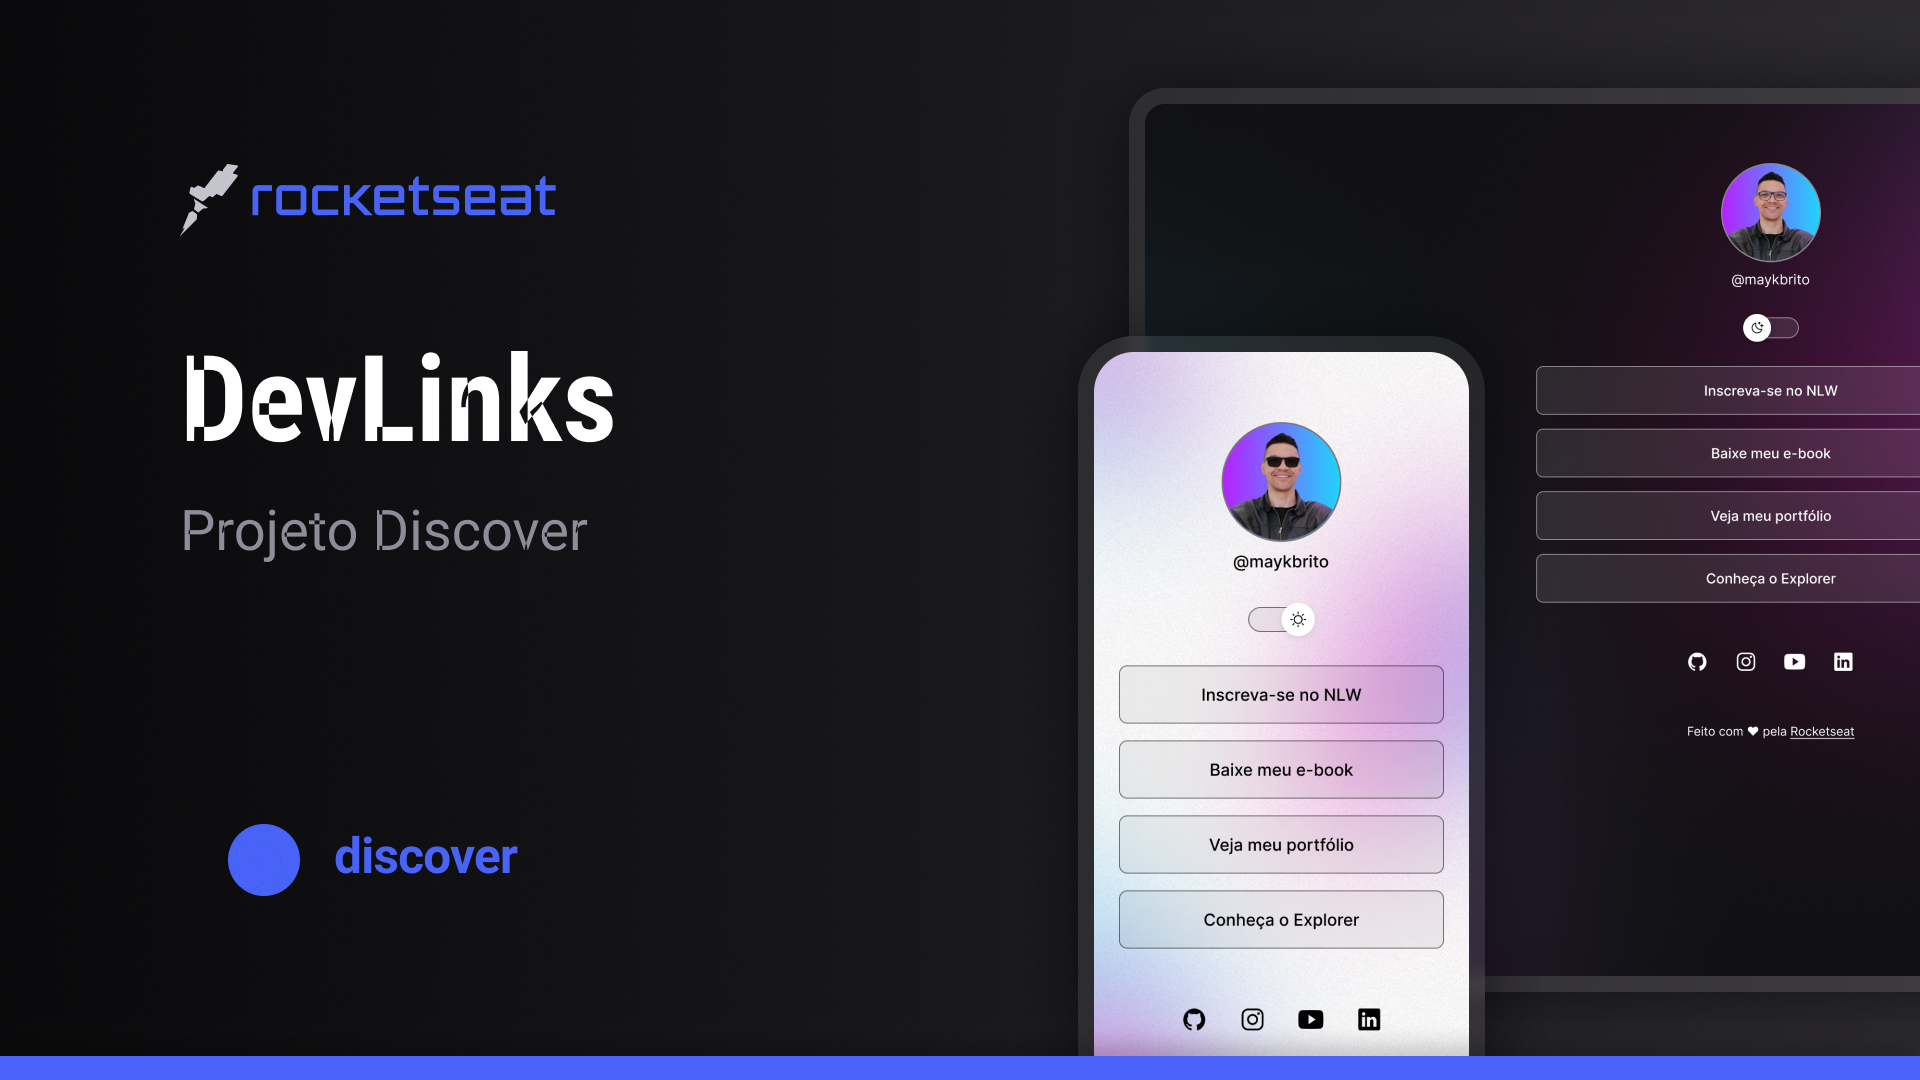 rocketseat
DevLinks
Projeto Discover
discover
@maykbrito
Inscreva-se no NLW
Baixe meu e-book
Veja meu portfólio
Conheça o Explorer
@maykbrito
Inscreva-se no NLW
Baixe meu e-book
Veja meu portfólio
Conheça o Explorer
Feito com ♥ pela Rocketseat